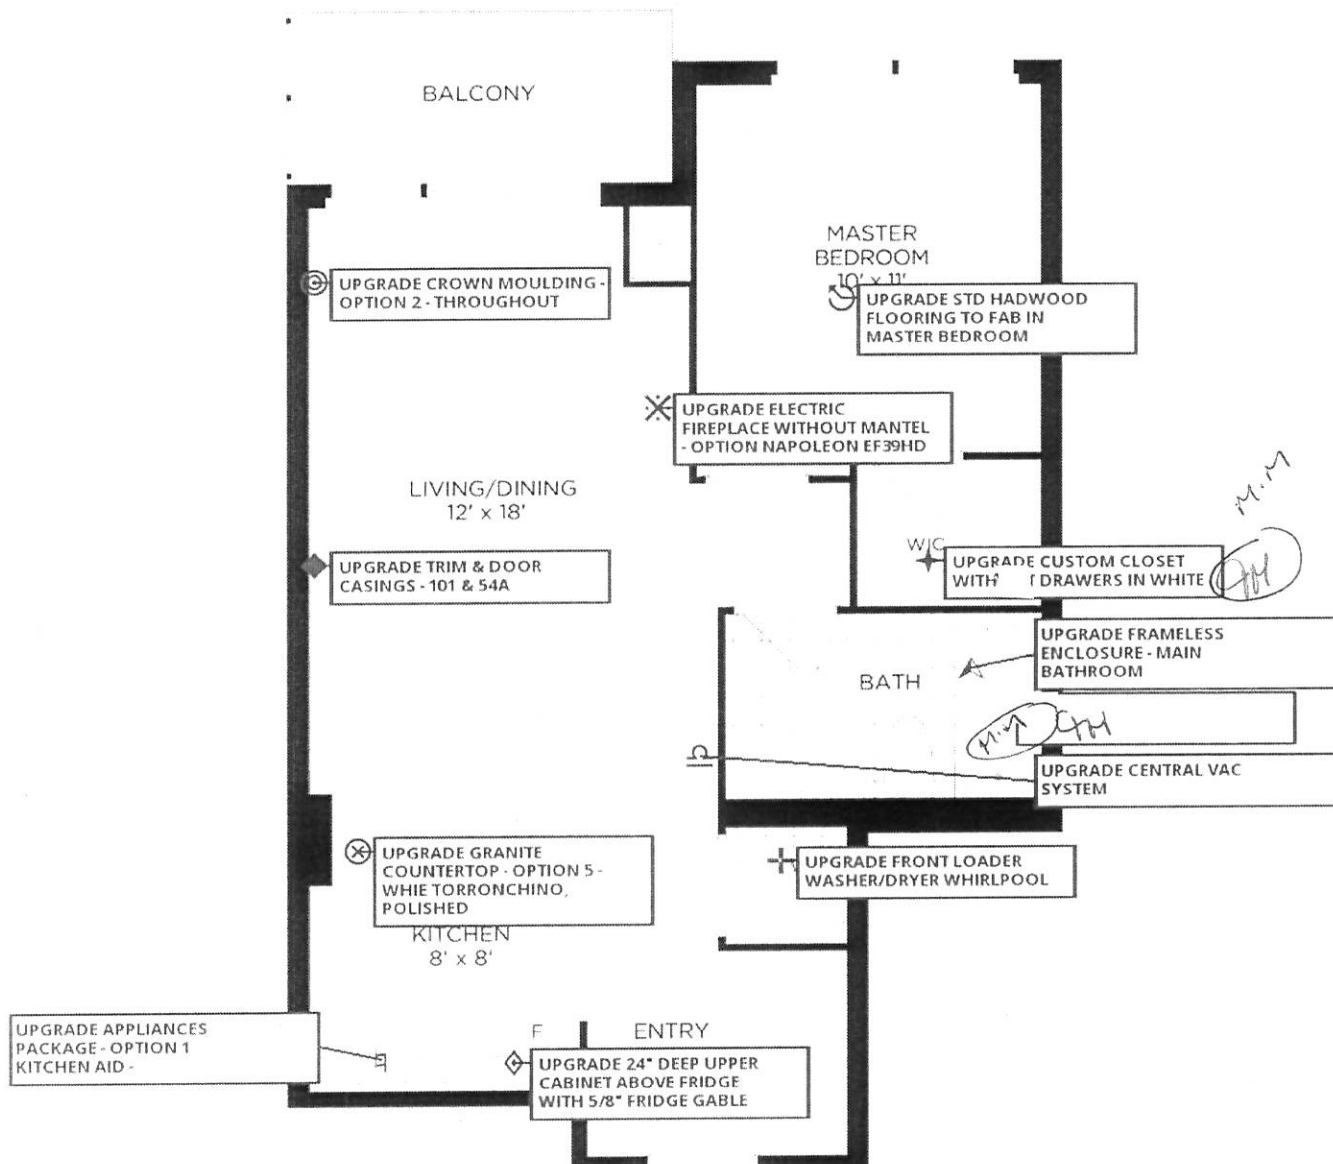 BALCONY
MASTER
BEDROOM
10' x 11'
UPGRADE CROWN MOULDING -
OPTION 2 - THROUGHOUT
UPGRADE STD HADWOOD
FLOORING TO FAB IN
MASTER BEDROOM
UPGRADE ELECTRIC
FIREPLACE WITHOUT MANTEL
- OPTION NAPOLEON EF39HD
LIVING/DINING
12' x 18'
M.M
W/C
UPGRADE CUSTOM CLOSET
WITH DRAWERS IN WHITE
UPGRADE TRIM & DOOR
CASINGS - 101 & 54A
UPGRADE FRAMELESS
ENCLOSURE - MAIN
BATHROOM
BATH
M.M
UPGRADE CENTRAL VAC
SYSTEM
UPGRADE GRANITE
COUNTERTOP - OPTION 5 -
WHIE TORRONCHINO,
POLISHED
UPGRADE FRONT LOADER
WASHER/DRYER WHIRLPOOL
KITCHEN
8' x 8'
UPGRADE APPLIANCES
PACKAGE - OPTION 1
KITCHEN AID -
F
ENTRY
UPGRADE 24" DEEP UPPER
CABINET ABOVE FRIDGE
WITH 5/8" FRIDGE GABLE